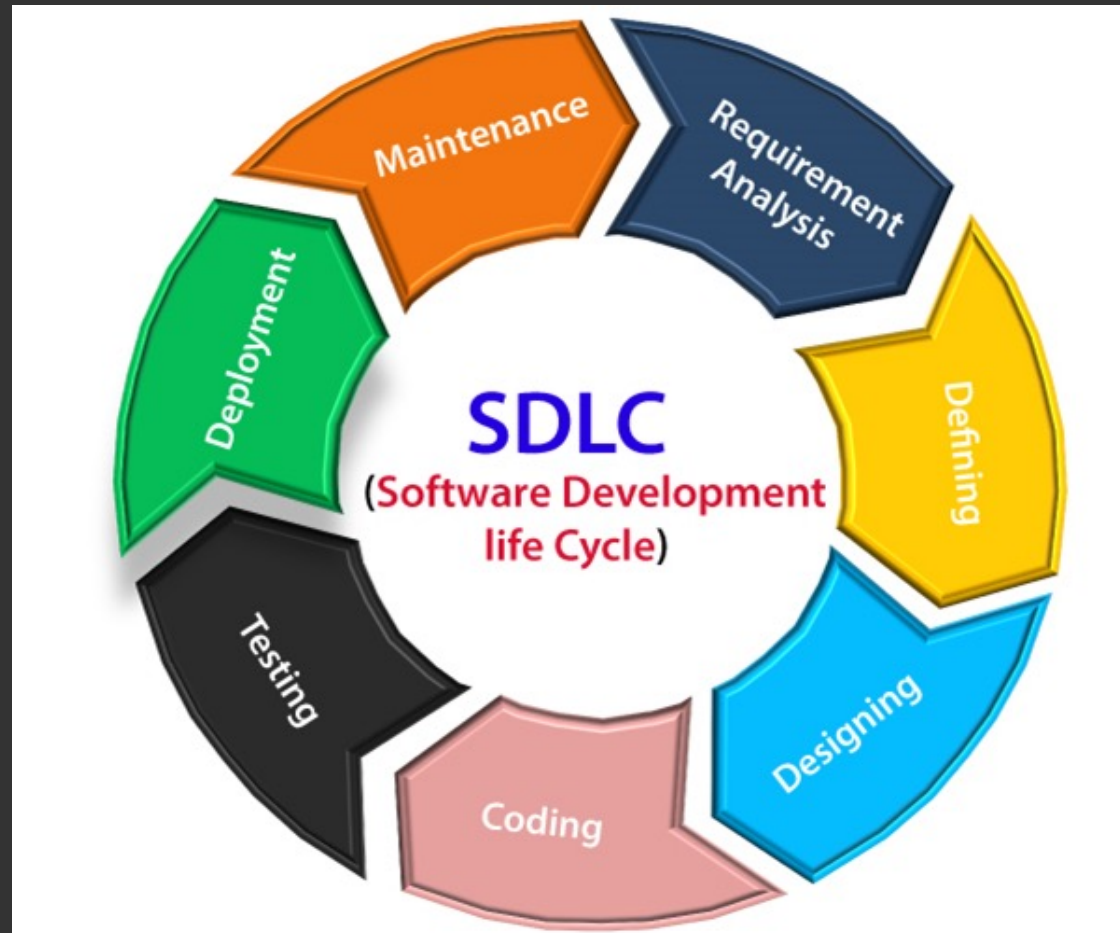 SDLC
(Software Development
life Cycle)
Requirement
Analysis
Defining
Designing
Coding
Testing
Deployment
Maintenance